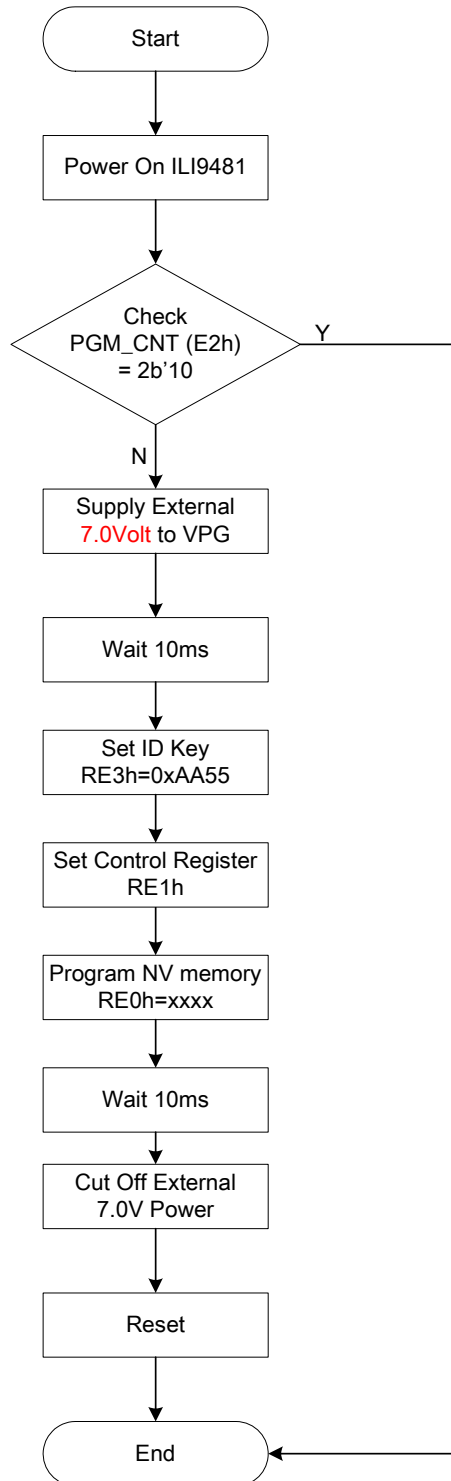 Start
Power On ILI9481
Check
PGM_CNT (E2h)
= 2b'10
Y
N
Supply External
7.0Volt to VPG
Wait 10ms
Set ID Key
RE3h=0xAA55
Set Control Register
RE1h
Program NV memory
RE0h=xxxx
Wait 10ms
Cut Off External
7.0V Power
Reset
End